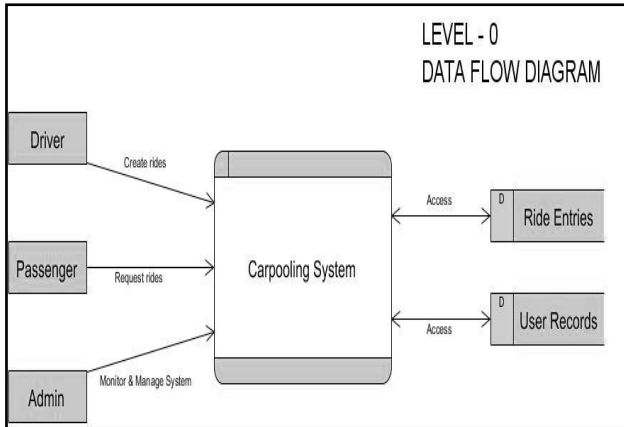 LEVEL - 0
DATA FLOW DIAGRAM
Driver
Create rides
Passenger
Request rides
Admin
Monitor & Manage System
Carpooling System
Access
D
Ride Entries
Access
D
User Records